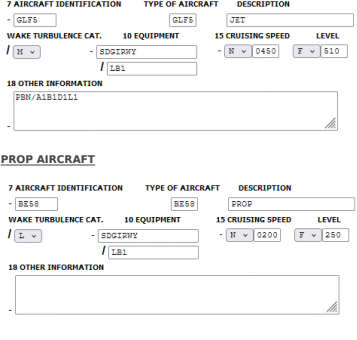 7 AIRCRAFT IDENTIFICATION TYPE OF AIRCRAFT DESCRIPTION
- GLF5 GLF5 JET
WAKE TURBULENCE CAT. 10 EQUIPMENT 15 CRUISING SPEED LEVEL
/ M - SDGIRWY - N 0450 F 510
/ LB1
18 OTHER INFORMATION
- PBN/A1B1D1L1
PROP AIRCRAFT
7 AIRCRAFT IDENTIFICATION TYPE OF AIRCRAFT DESCRIPTION
- BE58 BE58 PROP
WAKE TURBULENCE CAT. 10 EQUIPMENT 15 CRUISING SPEED LEVEL
/ L - SDGIRWY - N 0200 F 250
/ LB1
18 OTHER INFORMATION
-